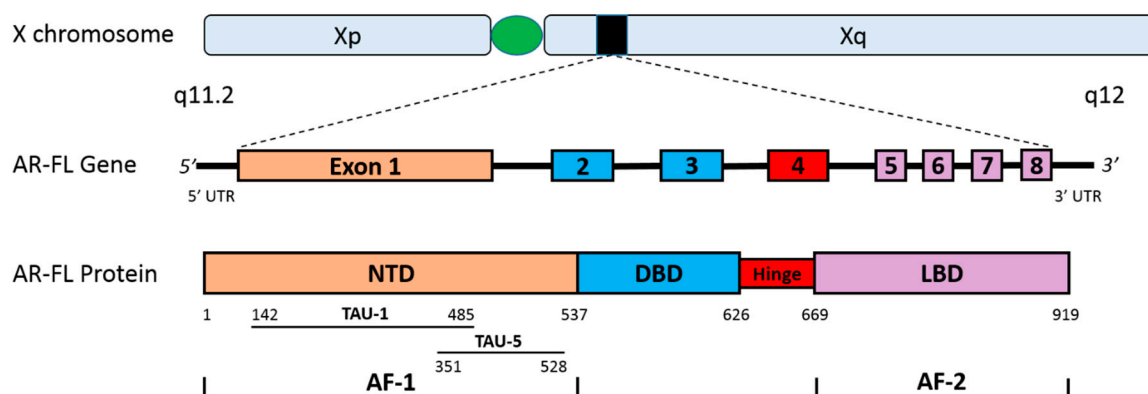 X chromosome Xp Xq
q11.2 q12
AR-FL Gene 5′ Exon 1 2 3 4 5 6 7 8 3′
5′ UTR 3′ UTR
AR-FL Protein NTD DBD Hinge LBD
1 142 TAU-1 485 537 626 669 919
TAU-5
351 528
AF-1 AF-2